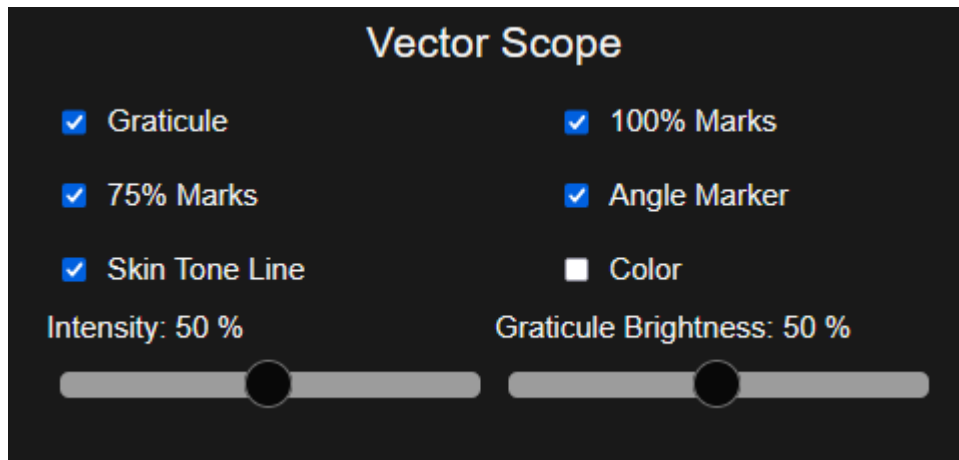 Vector Scope
Graticule
100% Marks
75% Marks
Angle Marker
Skin Tone Line
Color
Intensity: 50 %
Graticule Brightness: 50 %